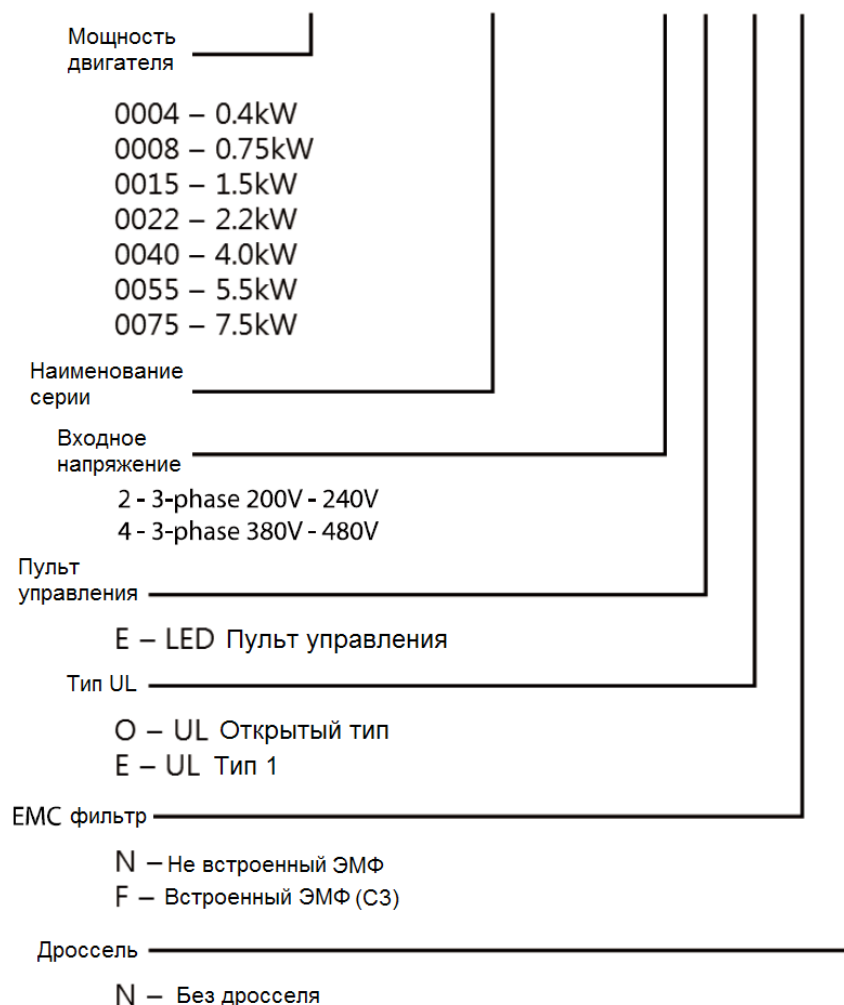 Мощность
двигателя
0004 – 0.4kW
0008 – 0.75kW
0015 – 1.5kW
0022 – 2.2kW
0040 – 4.0kW
0055 – 5.5kW
0075 – 7.5kW
Наименование
серии
Входное
напряжение
2 - 3-phase 200V - 240V
4 - 3-phase 380V - 480V
Пульт
управления
E – LED Пульт управления
Тип UL
O – UL Открытый тип
E – UL Тип 1
EMC фильтр
N – Не встроенный ЭМФ
F – Встроенный ЭМФ (C3)
Дроссель
N – Без дросселя